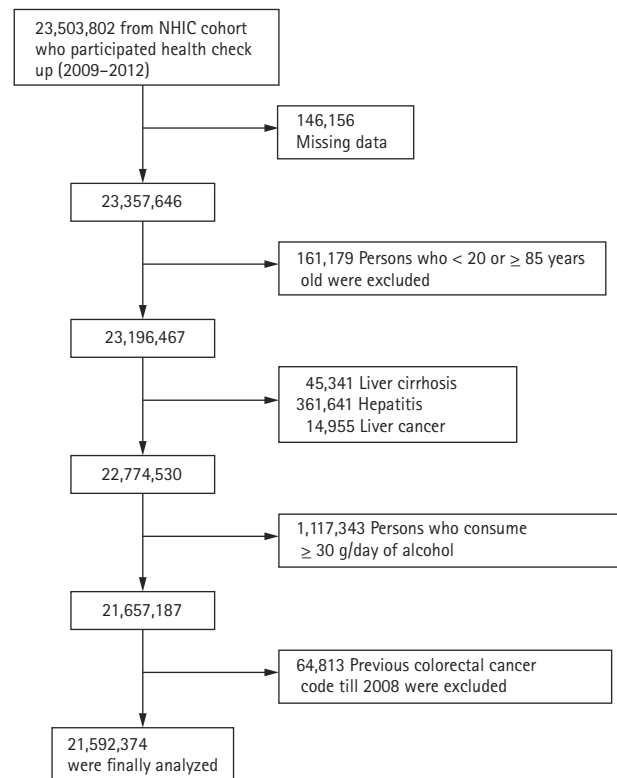 23,503,802 from NHIC cohort
who participated health check
up (2009–2012)
146,156
Missing data
23,357,646
161,179 Persons who < 20 or ≥ 85 years
old were excluded
23,196,467
45,341 Liver cirrhosis
361,641 Hepatitis
14,955 Liver cancer
22,774,530
1,117,343 Persons who consume
≥ 30 g/day of alcohol
21,657,187
64,813 Previous colorectal cancer
code till 2008 were excluded
21,592,374
were finally analyzed